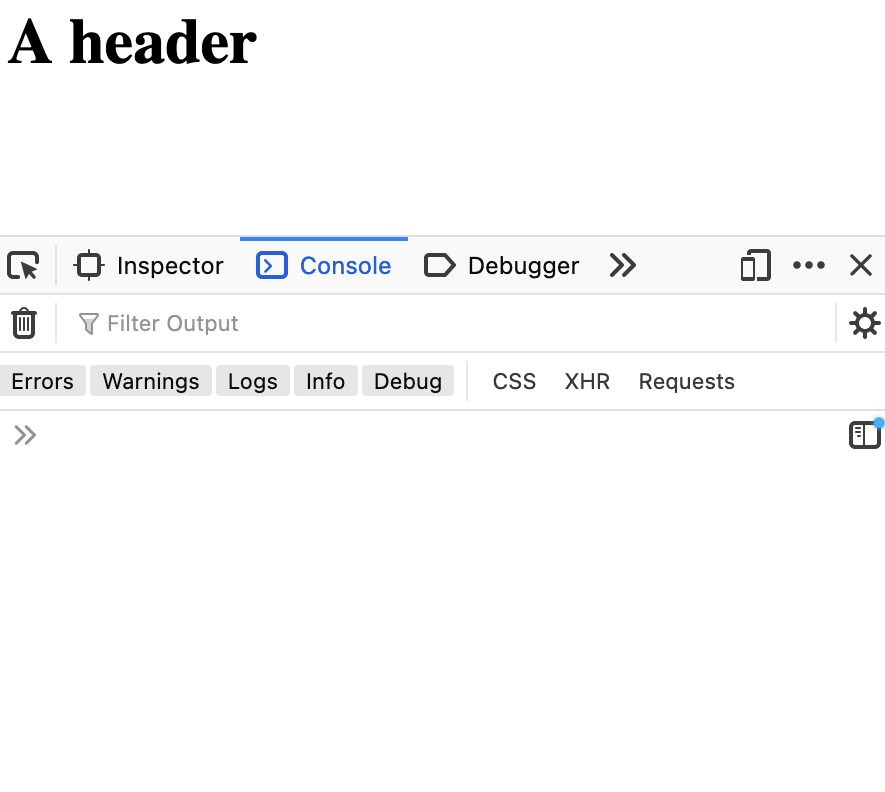 A header
Inspector Console Debugger
Filter Output
Errors Warnings Logs Info Debug CSS XHR Requests